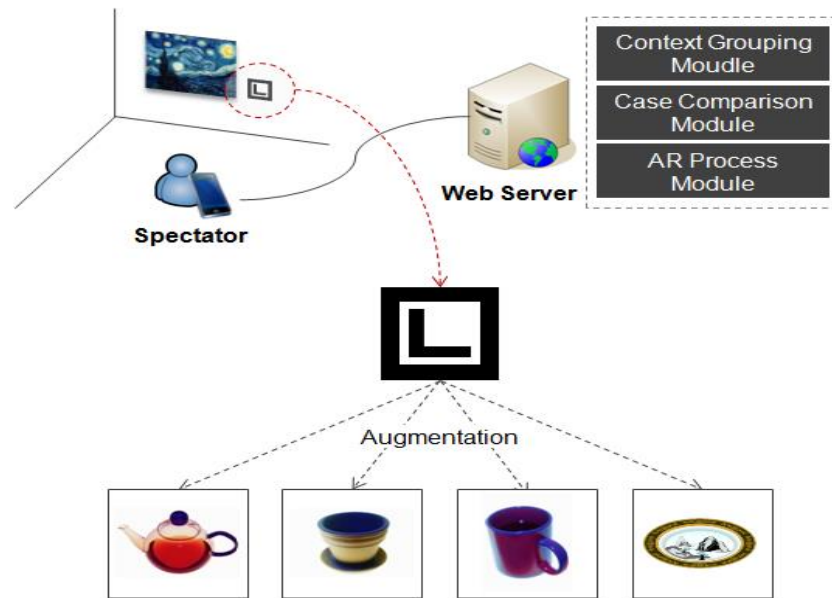 Context Grouping
Moudle
Case Comparison
Module
AR Process
Module
Web Server
Spectator
Augmentation